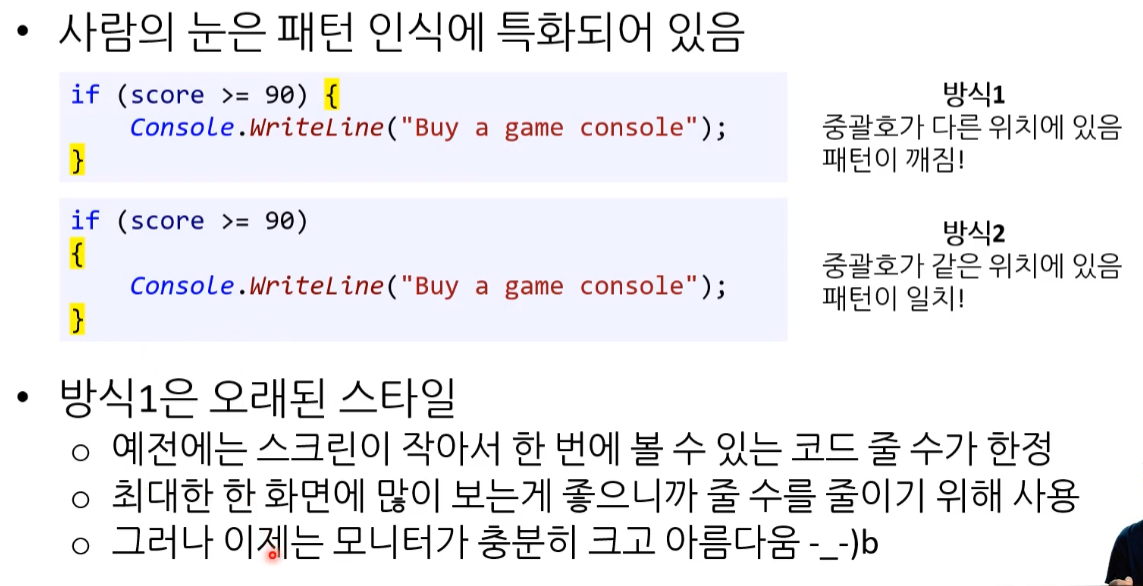 • 사람의 눈은 패턴 인식에 특화되어 있음
if (score >= 90) {
    Console.WriteLine("Buy a game console");
}
방식1
중괄호가 다른 위치에 있음
패턴이 깨짐!
if (score >= 90)
{
    Console.WriteLine("Buy a game console");
}
방식2
중괄호가 같은 위치에 있음
패턴이 일치!
• 방식1은 오래된 스타일
○ 예전에는 스크린이 작아서 한 번에 볼 수 있는 코드 줄 수가 한정
○ 최대한 한 화면에 많이 보는게 좋으니까 줄 수를 줄이기 위해 사용
○ 그러나 이제는 모니터가 충분히 크고 아름다움 -_-)b